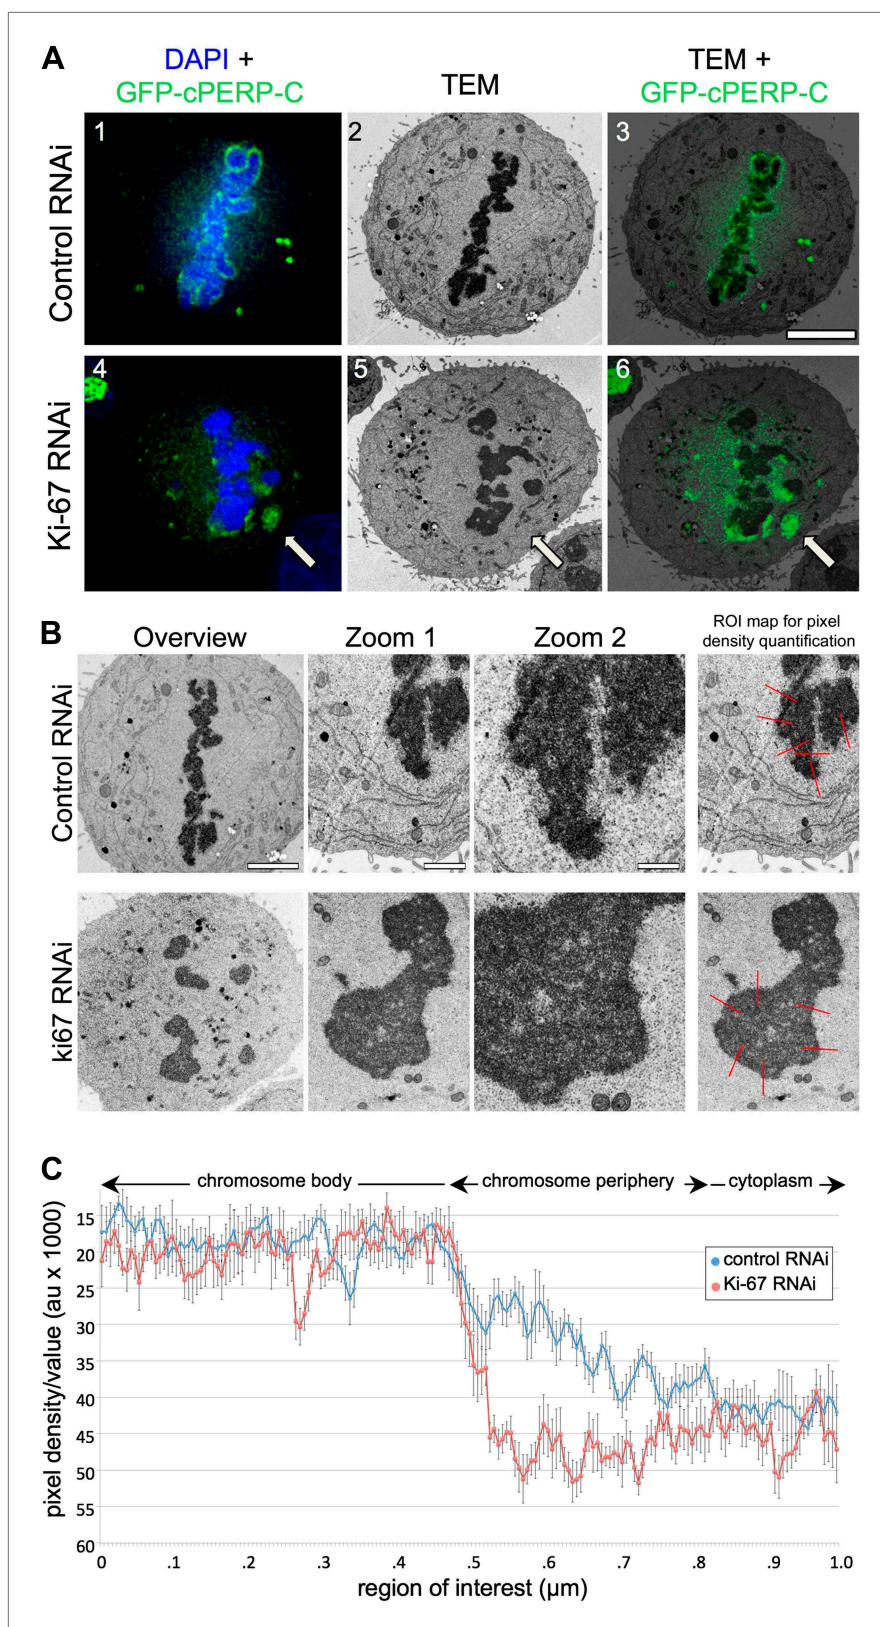 A
DAPI +
GFP-cPERP-C
TEM
TEM +
GFP-cPERP-C
Control RNAi
1
2
3
Ki-67 RNAi
4
5
6
B
Overview
Zoom 1
Zoom 2
ROI map for pixel
density quantification
Control RNAi
ki67 RNAi
C
chromosome body
chromosome periphery
cytoplasm
pixel density/value (au x 1000)
15
20
25
30
35
40
45
50
55
60
control RNAi
Ki-67 RNAi
0 .1 .2 .3 .4 .5 .6 .7 .8 .9 1.0
region of interest (µm)